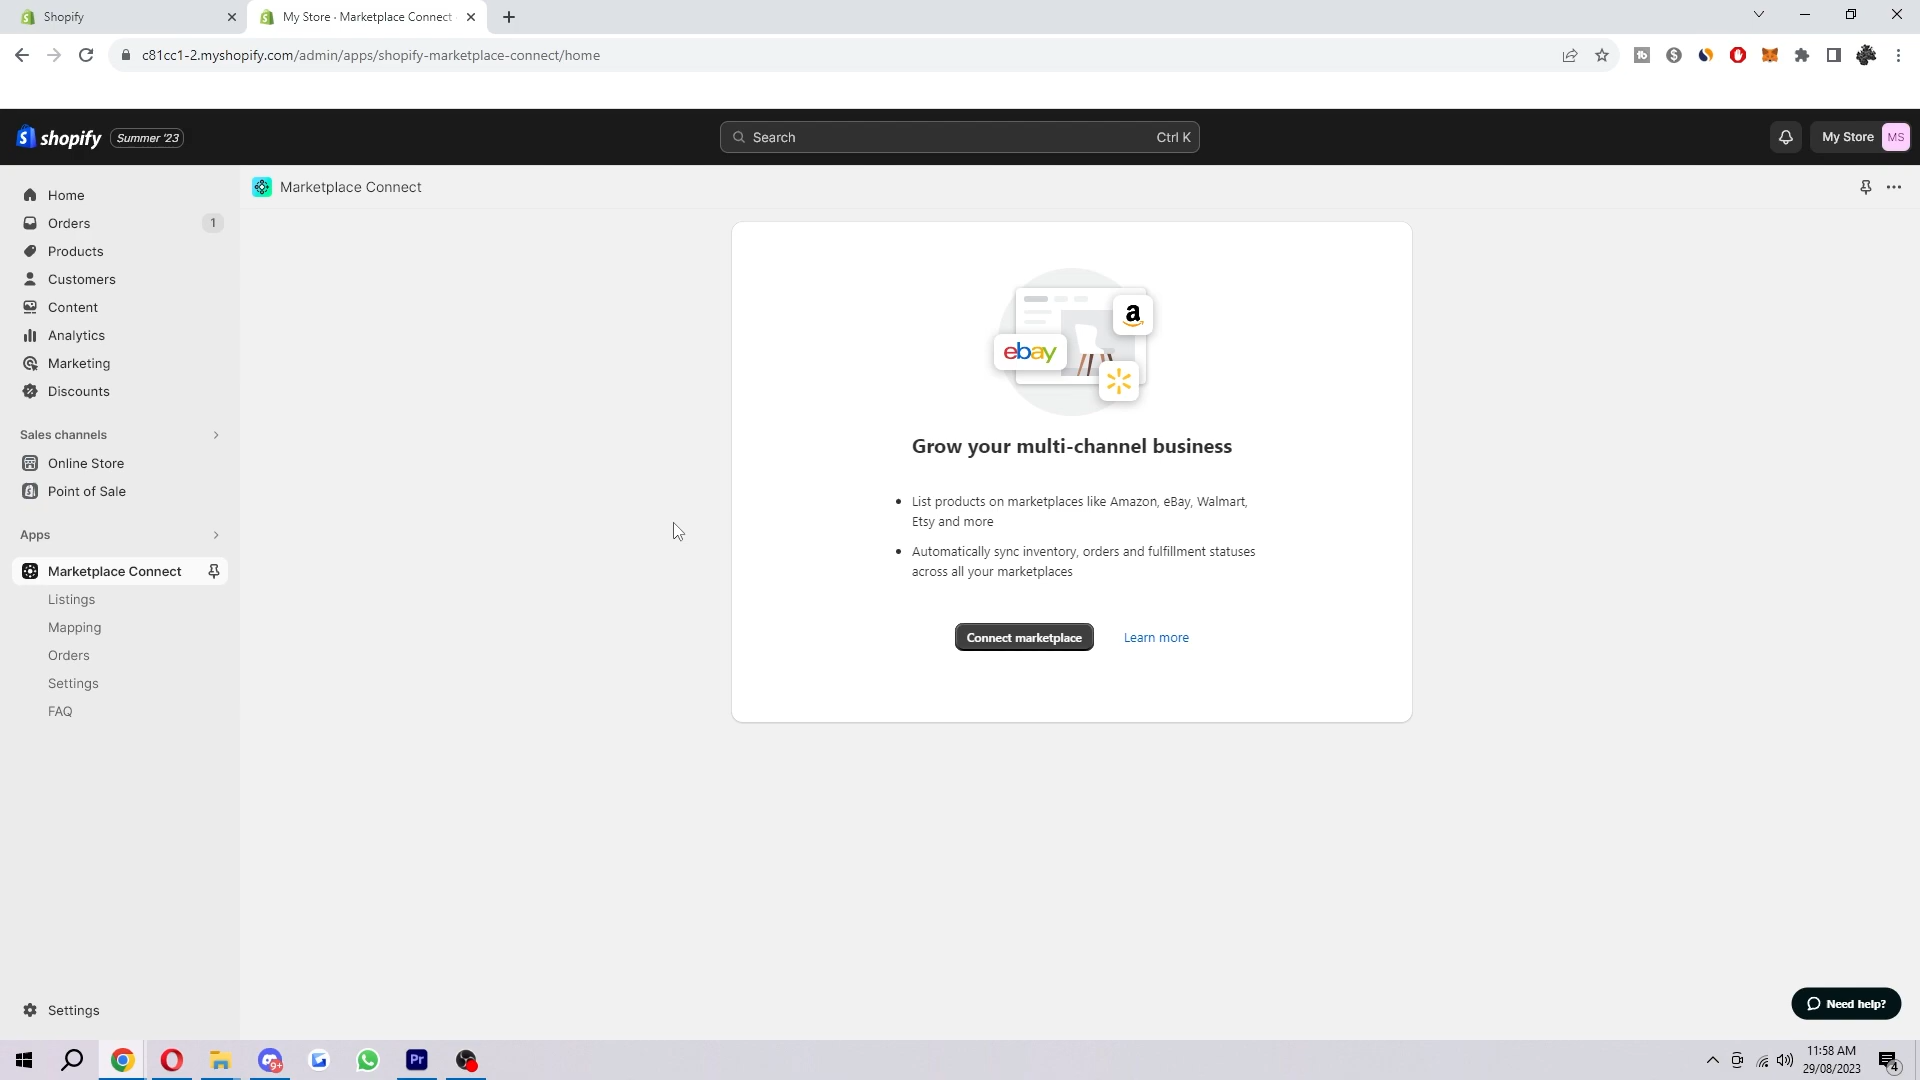 Shopify
My Store · Marketplace Connect
c81cc1-2.myshopify.com/admin/apps/shopify-marketplace-connect/home
shopify
Summer '23
Search
Ctrl K
My Store
MS
Home
Marketplace Connect
Orders
1
Products
Customers
Content
Analytics
Marketing
Discounts
a
ebay
Sales channels
Online Store
Point of Sale
Apps
Marketplace Connect
Listings
Mapping
Orders
Settings
FAQ
Grow your multi-channel business
List products on marketplaces like Amazon, eBay, Walmart,
Etsy and more
Automatically sync inventory, orders and fulfillment statuses
across all your marketplaces
Connect marketplace
Learn more
Settings
Need help?
9+
Pr
11:58 AM
29/08/2023
4